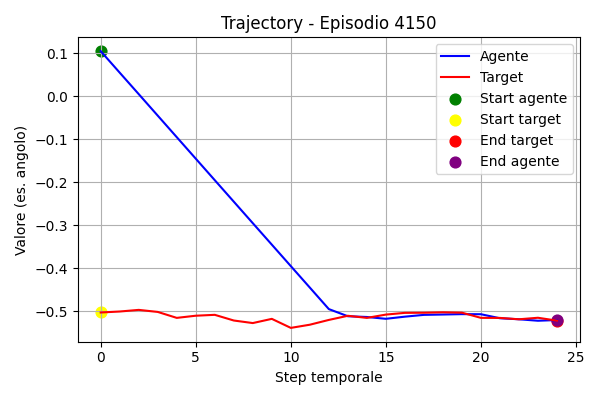 Trajectory - Episodio 4150
Valore (es. angolo)
0.1
0.0
−0.1
−0.2
−0.3
−0.4
−0.5
Agente
Target
Start agente
Start target
End target
End agente
0 5 10 15 20 25
Step temporale